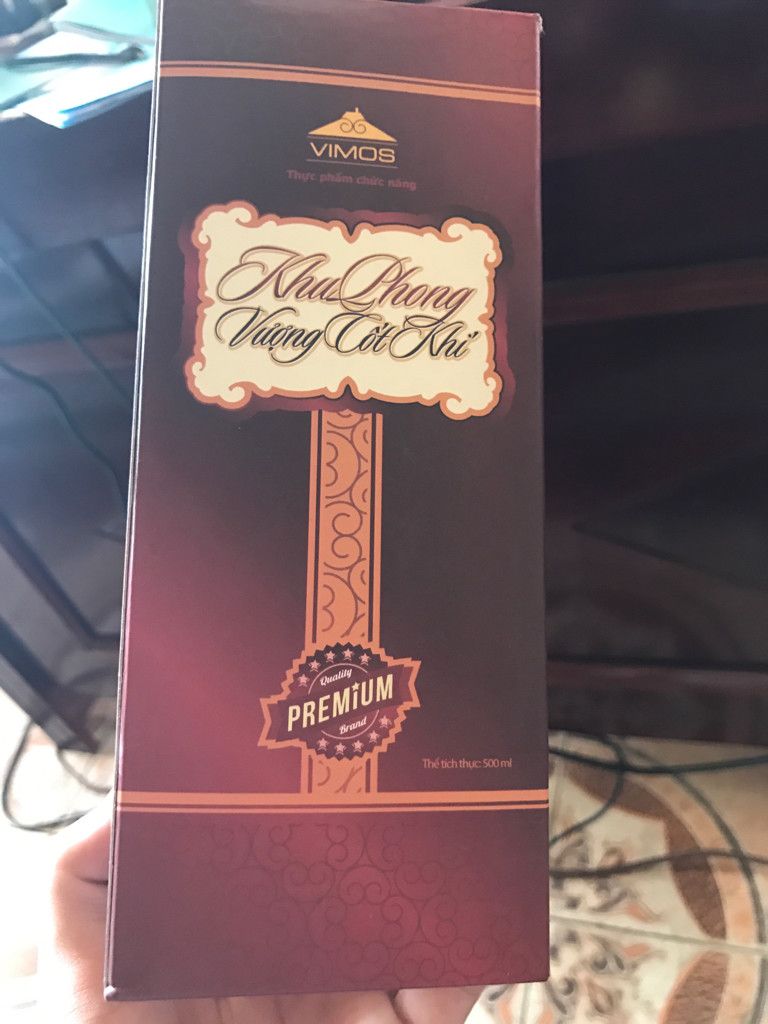 VIMOS
Thực phẩm chức năng
Khu Phong
Vượng Cốt Khí
Quality
PREMIUM
Brand
Thể tích thực: 500 ml